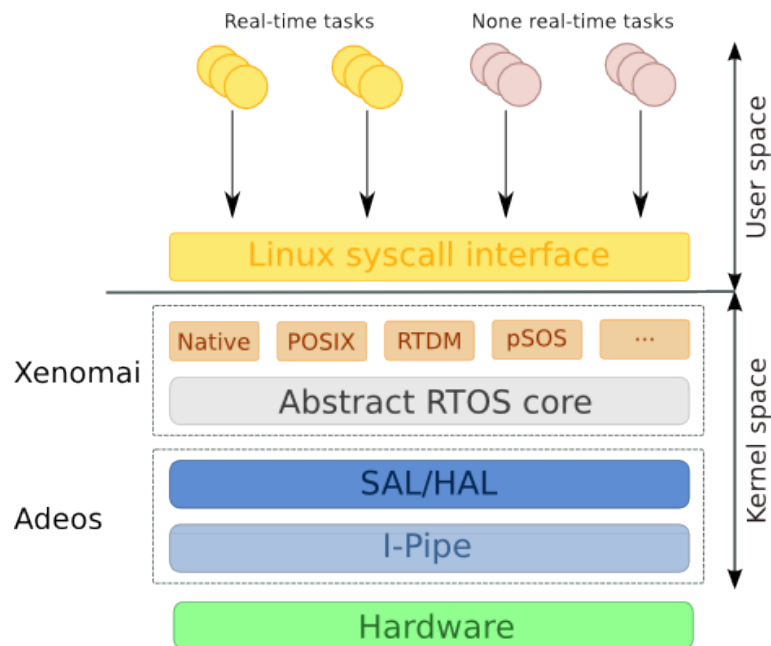 Real-time tasks
None real-time tasks
User space
Linux syscall interface
Native
POSIX
RTDM
pSOS
...
Xenomai
Abstract RTOS core
Kernel space
SAL/HAL
Adeos
I-Pipe
Hardware